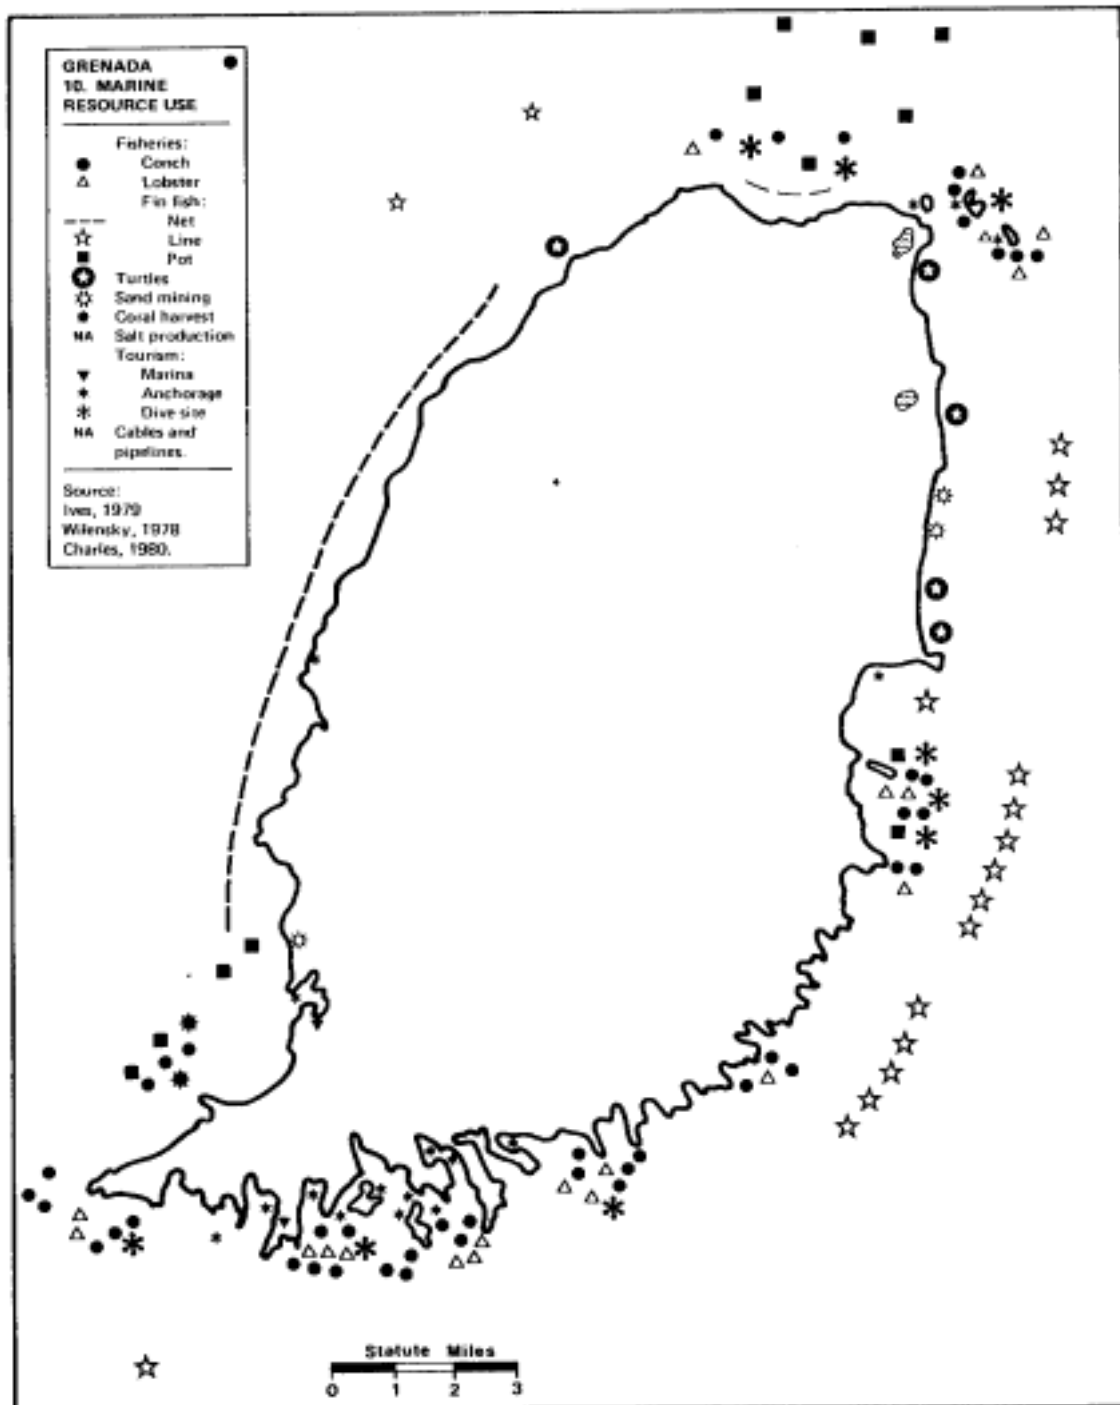 GRENADA
10. MARINE
RESOURCE USE
Fisheries:
Conch
Lobster
Fin fish:
Net
Line
Pot
Turtles
Sand mining
Coral harvest
NA Salt production
Tourism:
Marina
Anchorage
Dive site
NA Cables and
pipelines.
Source:
Ives, 1979
Wilensky, 1978
Charles, 1980.
Statute Miles
0 1 2 3